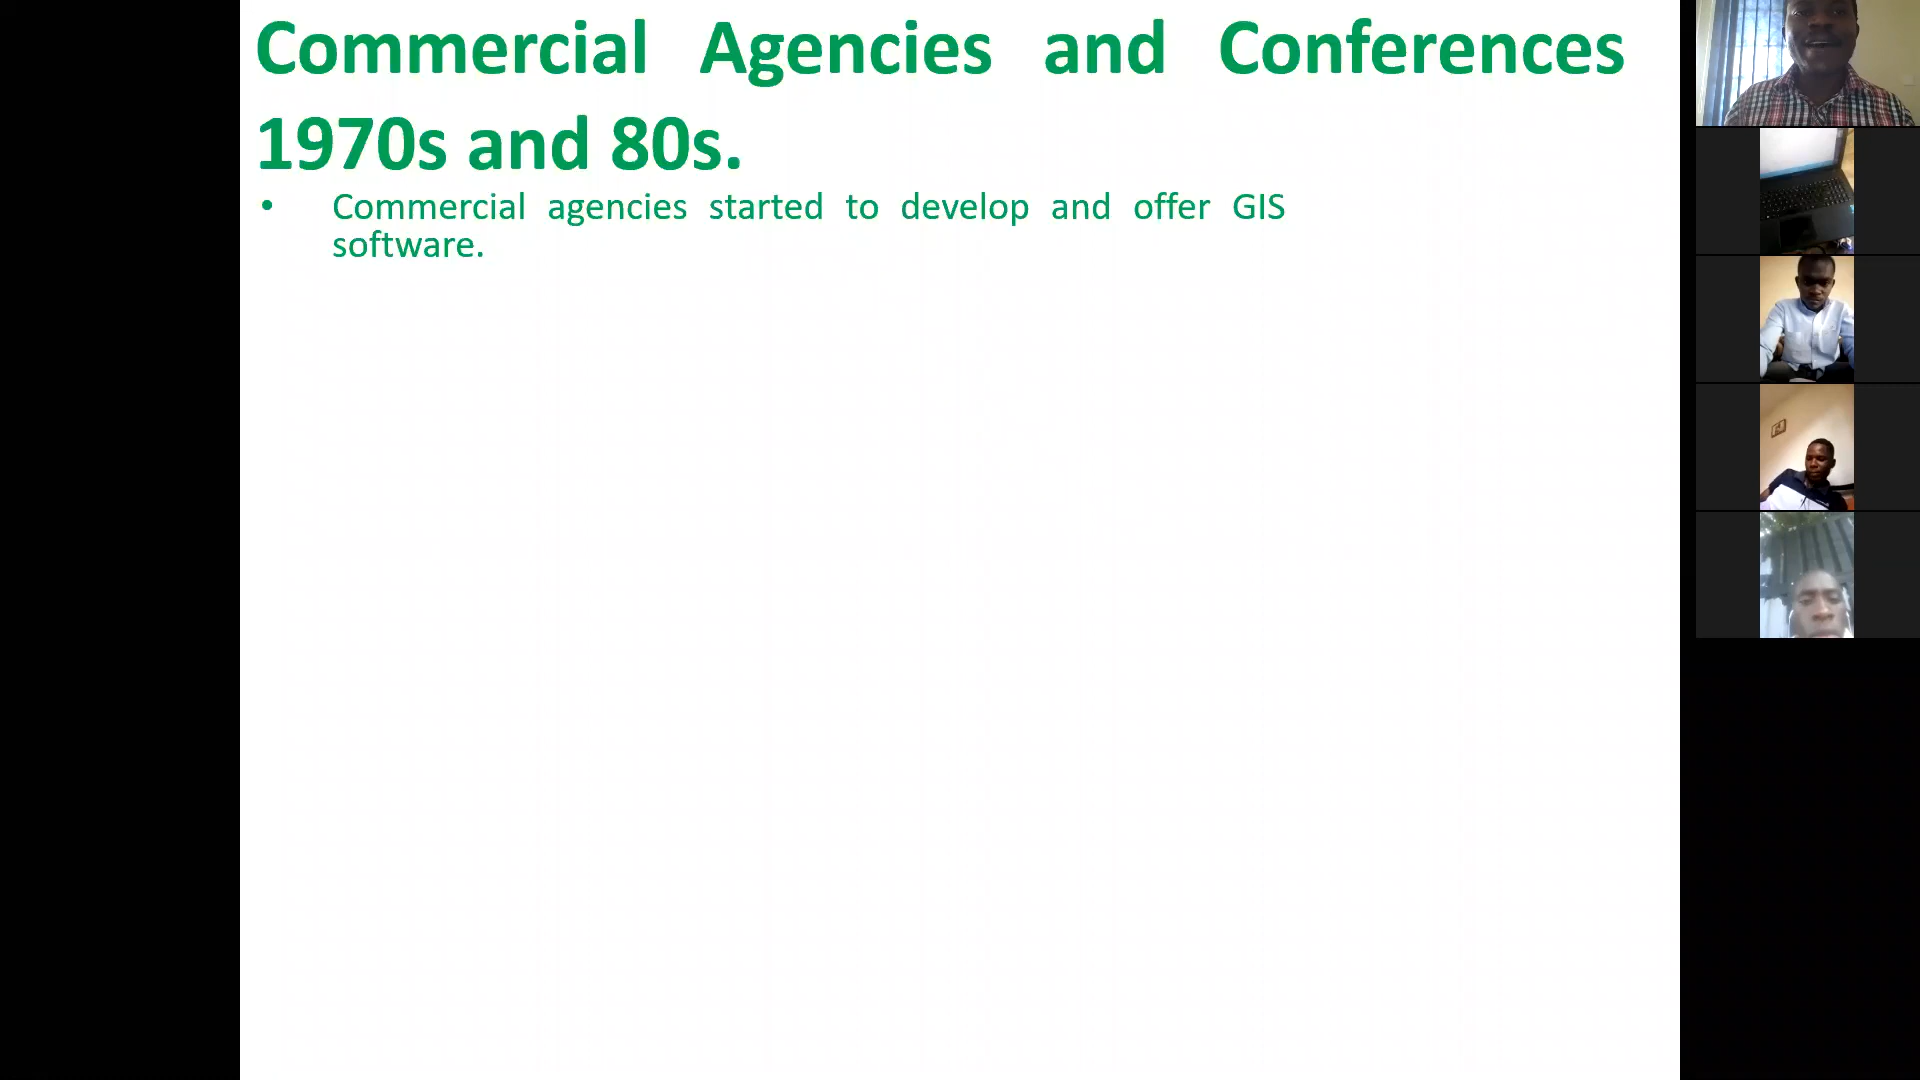 Commercial Agencies and Conferences
1970s and 80s.
• Commercial agencies started to develop and offer GIS
software.